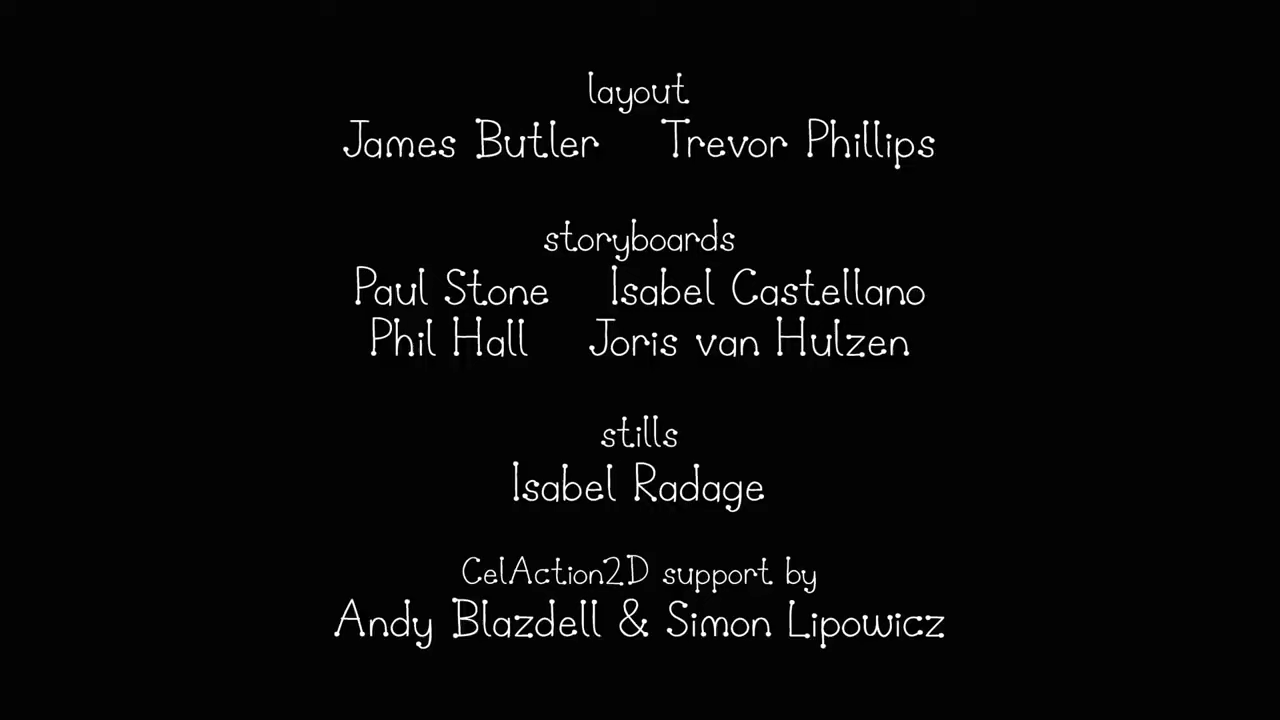 layout
James Butler Trevor Phillips
storyboards
Paul Stone Isabel Castellano
Phil Hall Joris van Hulzen
stills
Isabel Radage
CelAction2D support by
Andy Blazdell & Simon Lipowicz